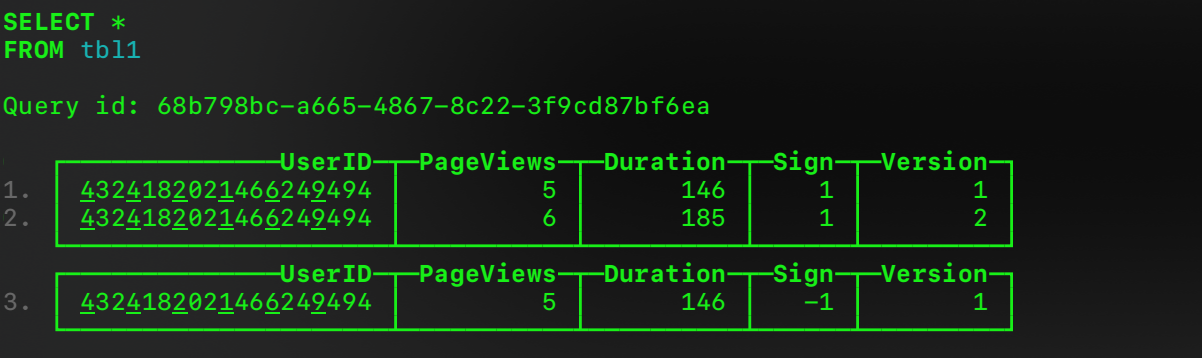 SELECT *
FROM tbl1
Query id: 68b798bc-a665-4867-8c22-3f9cd87bf6ea
UserID PageViews Duration Sign Version
1. 4324182021466249494 5 146 1 1
2. 4324182021466249494 6 185 1 2
UserID PageViews Duration Sign Version
3. 4324182021466249494 5 146 -1 1